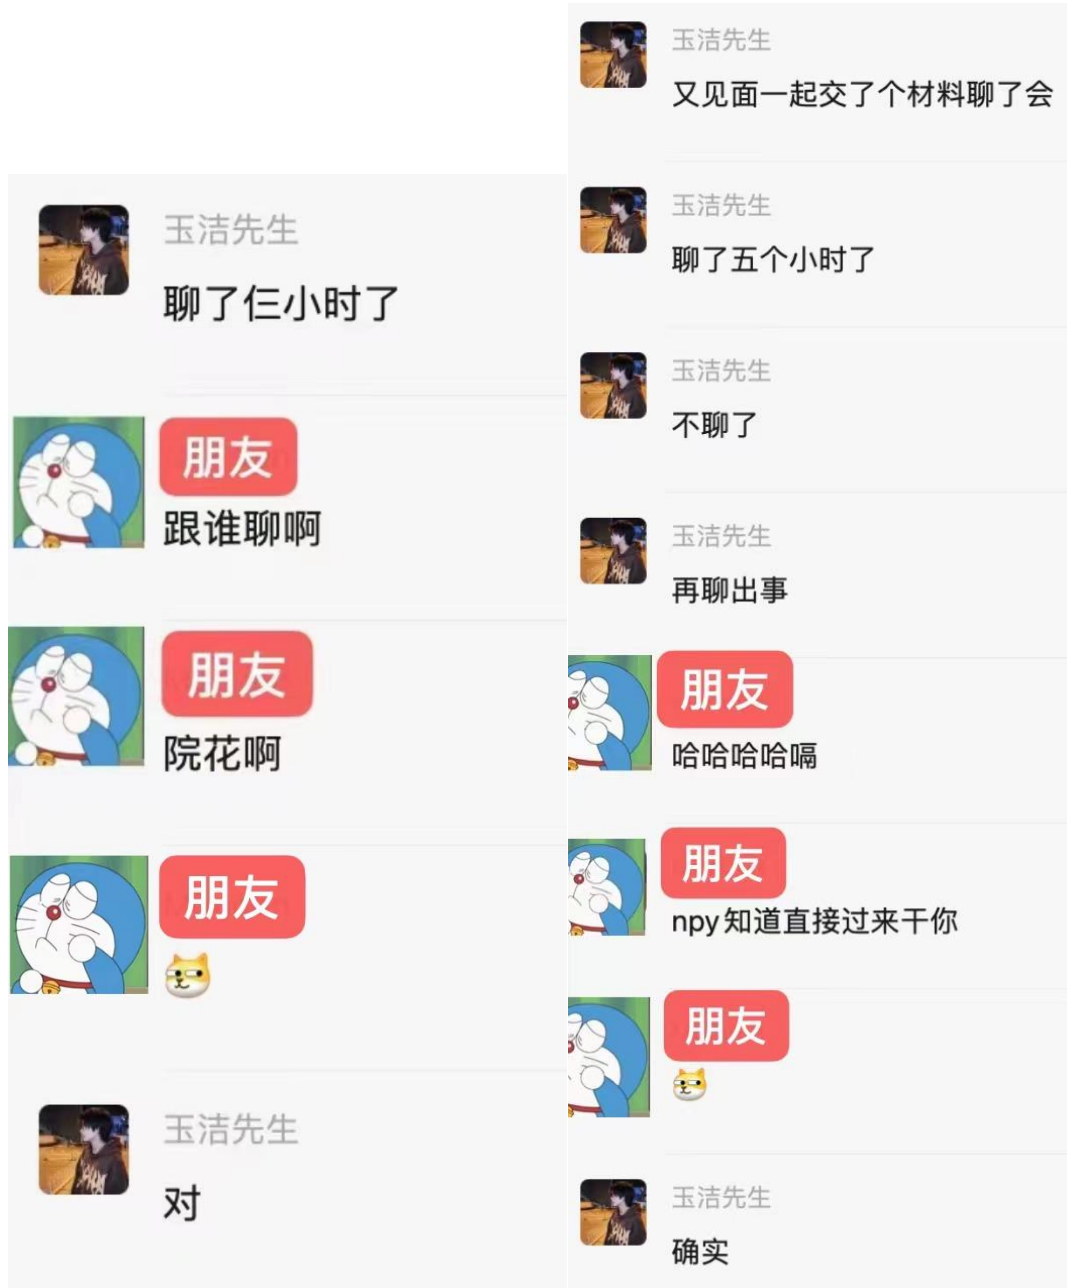 玉洁先生
聊了仨小时了
朋友
跟谁聊啊
朋友
院花啊
朋友
玉洁先生
对
玉洁先生
又见面一起交了个材料聊了会
玉洁先生
聊了五个小时了
玉洁先生
不聊了
玉洁先生
再聊出事
朋友
哈哈哈哈嗝
朋友
npy知道直接过来干你
朋友
玉洁先生
确实